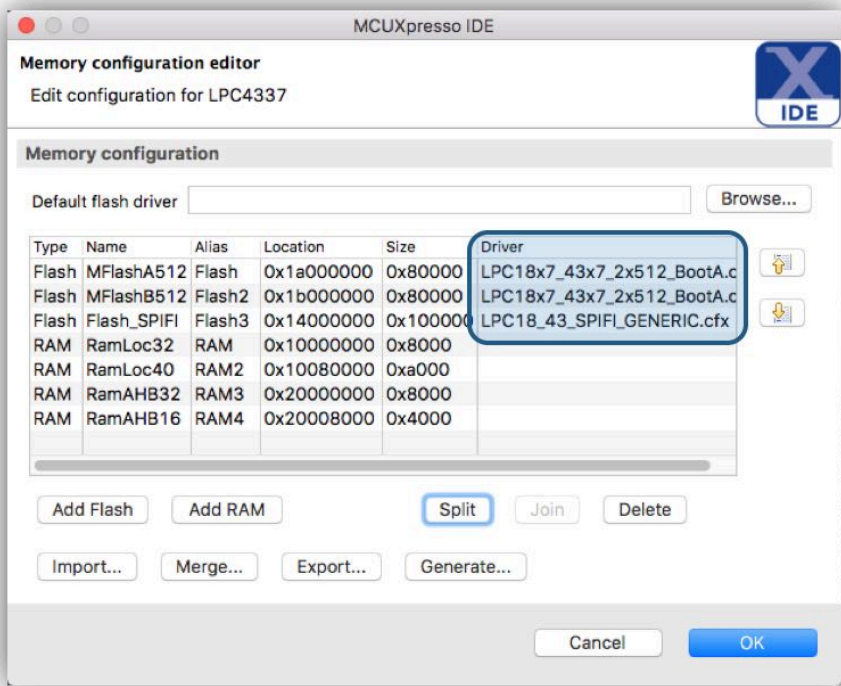 MCUXpresso IDE
Memory configuration editor
Edit configuration for LPC4337
X
IDE
Memory configuration
Default flash driver
Browse...
Type Name Alias Location Size Driver
Flash MFlashA512 Flash 0x1a000000 0x80000 LPC18x7_43x7_2x512_BootA.c
Flash MFlashB512 Flash2 0x1b000000 0x80000 LPC18x7_43x7_2x512_BootA.c
Flash Flash_SPIFI Flash3 0x14000000 0x100000 LPC18_43_SPIFI_GENERIC.cfx
RAM RamLoc32 RAM 0x10000000 0x8000
RAM RamLoc40 RAM2 0x10080000 0xa000
RAM RamAHB32 RAM3 0x20000000 0x8000
RAM RamAHB16 RAM4 0x20008000 0x4000
Add Flash Add RAM Split Join Delete
Import... Merge... Export... Generate...
Cancel OK